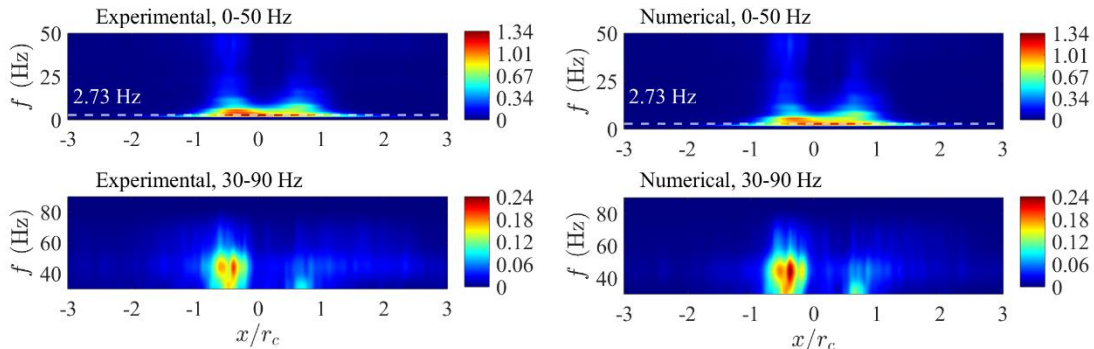 Experimental, 0-50 Hz
50
25
0
f (Hz)
2.73 Hz
-3 -2 -1 0 1 2 3
1.34
1.01
0.67
0.34
0
Numerical, 0-50 Hz
50
25
0
f (Hz)
2.73 Hz
-3 -2 -1 0 1 2 3
1.34
1.01
0.67
0.34
0
Experimental, 30-90 Hz
80
60
40
f (Hz)
-3 -2 -1 0 1 2 3
x/r_c
0.24
0.18
0.12
0.06
0
Numerical, 30-90 Hz
80
60
40
f (Hz)
-3 -2 -1 0 1 2 3
x/r_c
0.24
0.18
0.12
0.06
0